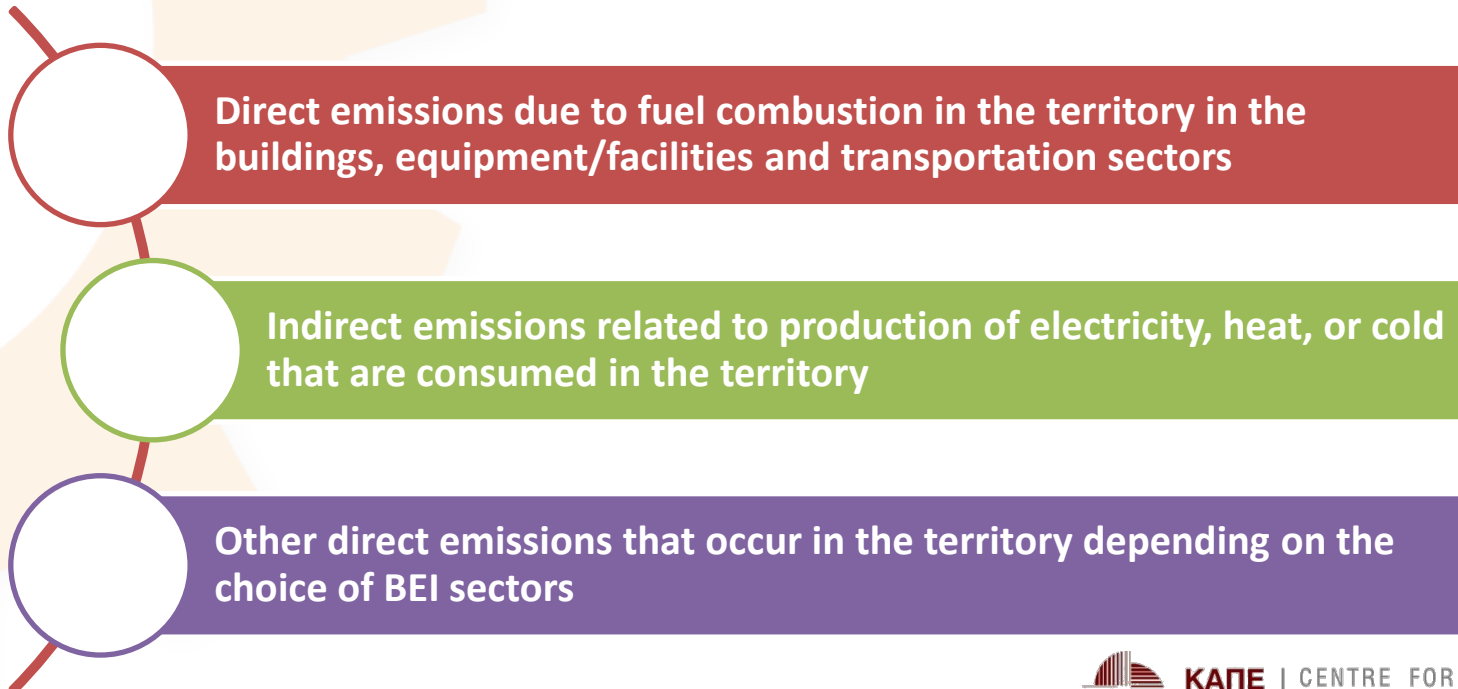 Direct emissions due to fuel combustion in the territory in the
buildings, equipment/facilities and transportation sectors
Indirect emissions related to production of electricity, heat, or cold
that are consumed in the territory
Other direct emissions that occur in the territory depending on the
choice of BEI sectors
ΚΑΠΕ | CENTRE FOR